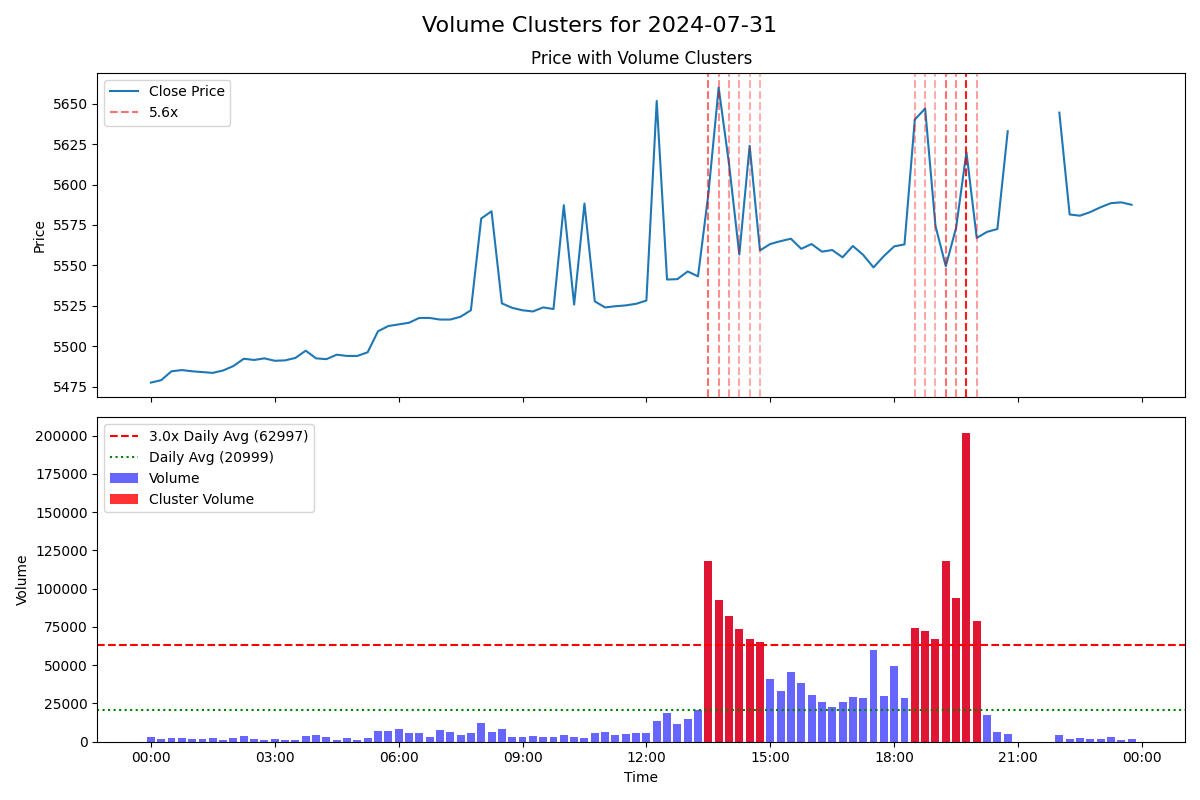 Volume Clusters for 2024-07-31
Price with Volume Clusters
Close Price
5.6x
Price
5650
5625
5600
5575
5550
5525
5500
5475
3.0x Daily Avg (62997)
Daily Avg (20999)
Volume
Cluster Volume
Volume
200000
175000
150000
125000
100000
75000
50000
25000
0
00:00 03:00 06:00 09:00 12:00 15:00 18:00 21:00 00:00
Time